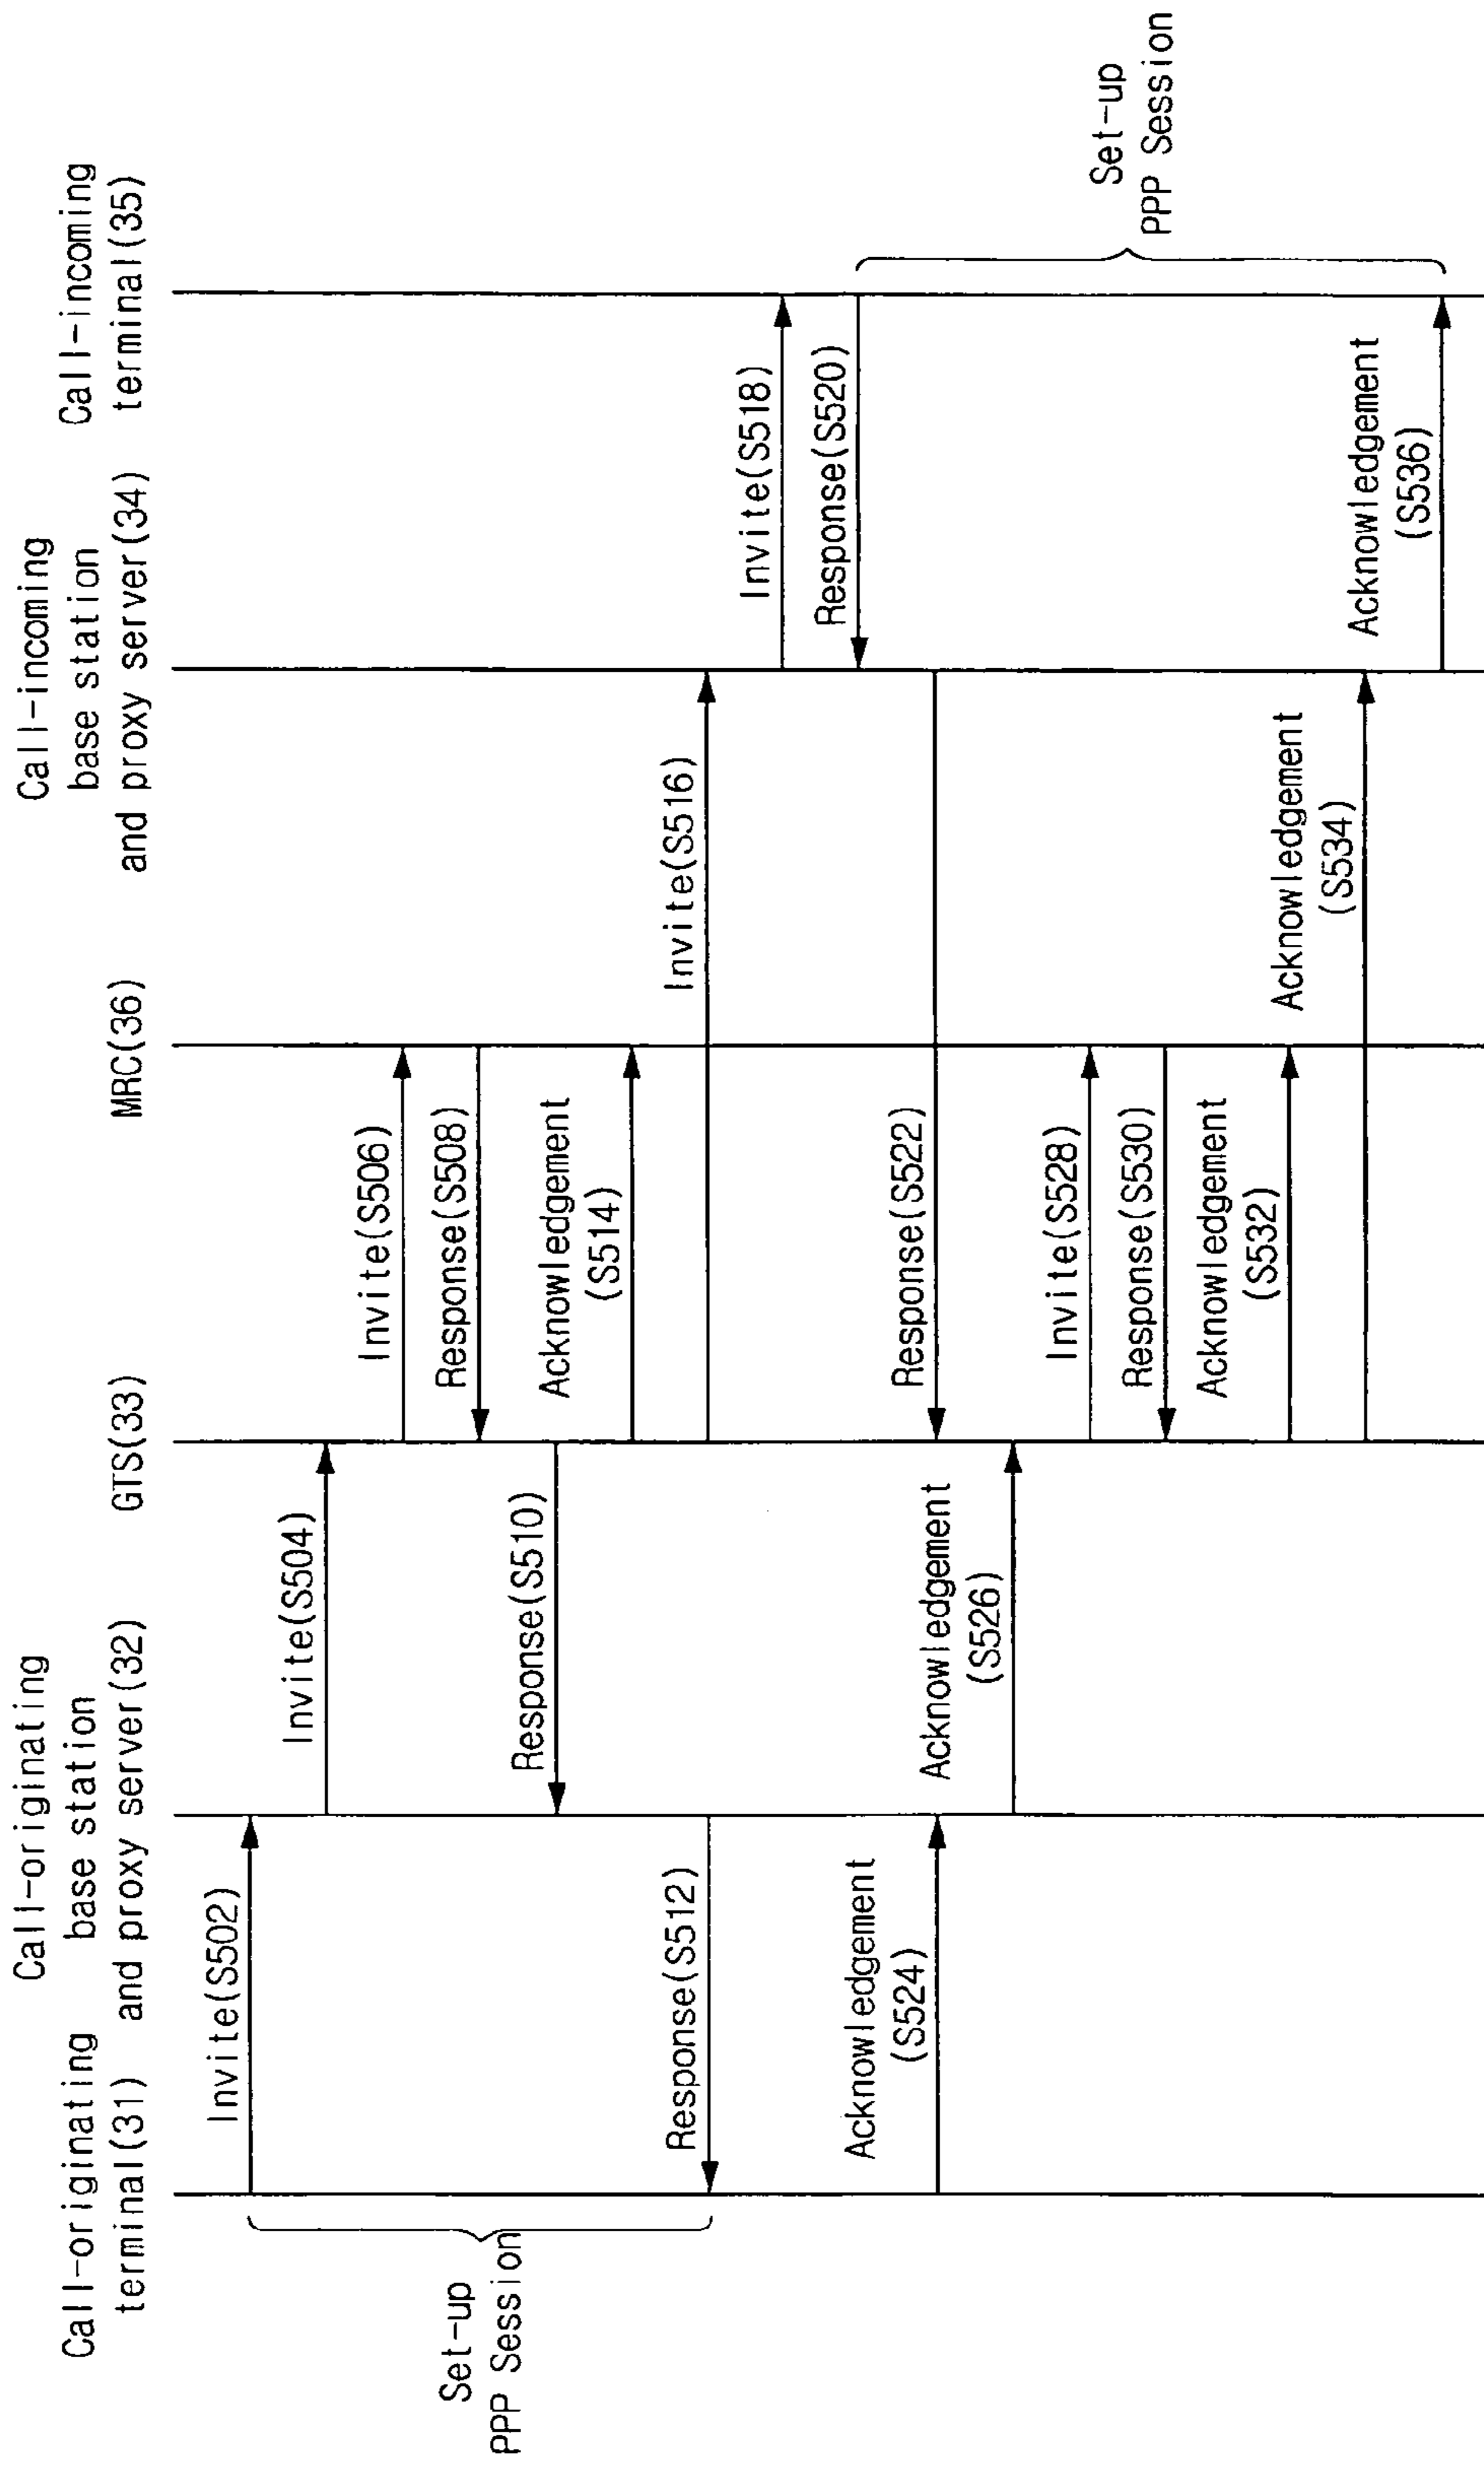 Call-originating
terminal(31)
Call-originating
base station
and proxy server(32)
GTS(33)
MRC(36)
Call-incoming
base station
and proxy server(34)
Call-incoming
terminal(35)
Invite(S502)
Invite(S504)
Invite(S506)
Response(S508)
Response(S510)
Acknowledgement
(S514)
Response(S512)
Invite(S516)
Invite(S518)
Response(S520)
Response(S522)
Acknowledgement
(S524)
Acknowledgement
(S526)
Invite(S528)
Response(S530)
Acknowledgement
(S532)
Acknowledgement
(S534)
Acknowledgement
(S536)
Set-up
PPP Session
Set-up
PPP Session